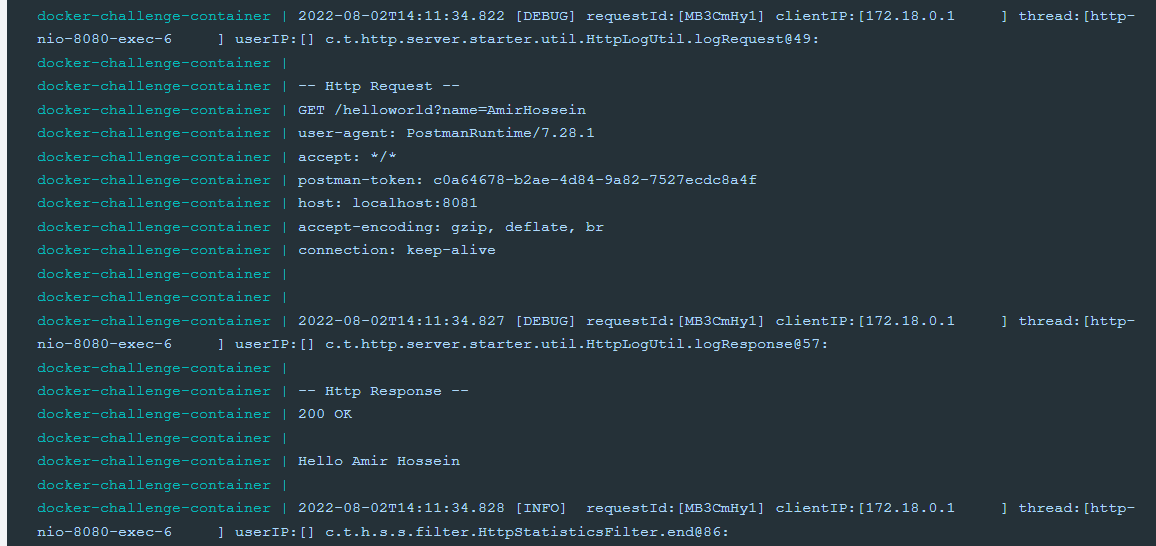 docker-challenge-container | 2022-08-02T14:11:34.822 [DEBUG] requestId:[MB3CmHy1] clientIP:[172.18.0.1     ] thread:[http-
nio-8080-exec-6     ] userIP:[] c.t.http.server.starter.util.HttpLogUtil.logRequest@49:
docker-challenge-container |
docker-challenge-container | -- Http Request --
docker-challenge-container | GET /helloworld?name=AmirHossein
docker-challenge-container | user-agent: PostmanRuntime/7.28.1
docker-challenge-container | accept: */*
docker-challenge-container | postman-token: c0a64678-b2ae-4d84-9a82-7527ecdc8a4f
docker-challenge-container | host: localhost:8081
docker-challenge-container | accept-encoding: gzip, deflate, br
docker-challenge-container | connection: keep-alive
docker-challenge-container |
docker-challenge-container |
docker-challenge-container | 2022-08-02T14:11:34.827 [DEBUG] requestId:[MB3CmHy1] clientIP:[172.18.0.1     ] thread:[http-
nio-8080-exec-6     ] userIP:[] c.t.http.server.starter.util.HttpLogUtil.logResponse@57:
docker-challenge-container |
docker-challenge-container | -- Http Response --
docker-challenge-container | 200 OK
docker-challenge-container |
docker-challenge-container | Hello Amir Hossein
docker-challenge-container |
docker-challenge-container | 2022-08-02T14:11:34.828 [INFO]  requestId:[MB3CmHy1] clientIP:[172.18.0.1     ] thread:[http-
nio-8080-exec-6     ] userIP:[] c.t.h.s.s.filter.HttpStatisticsFilter.end@86: